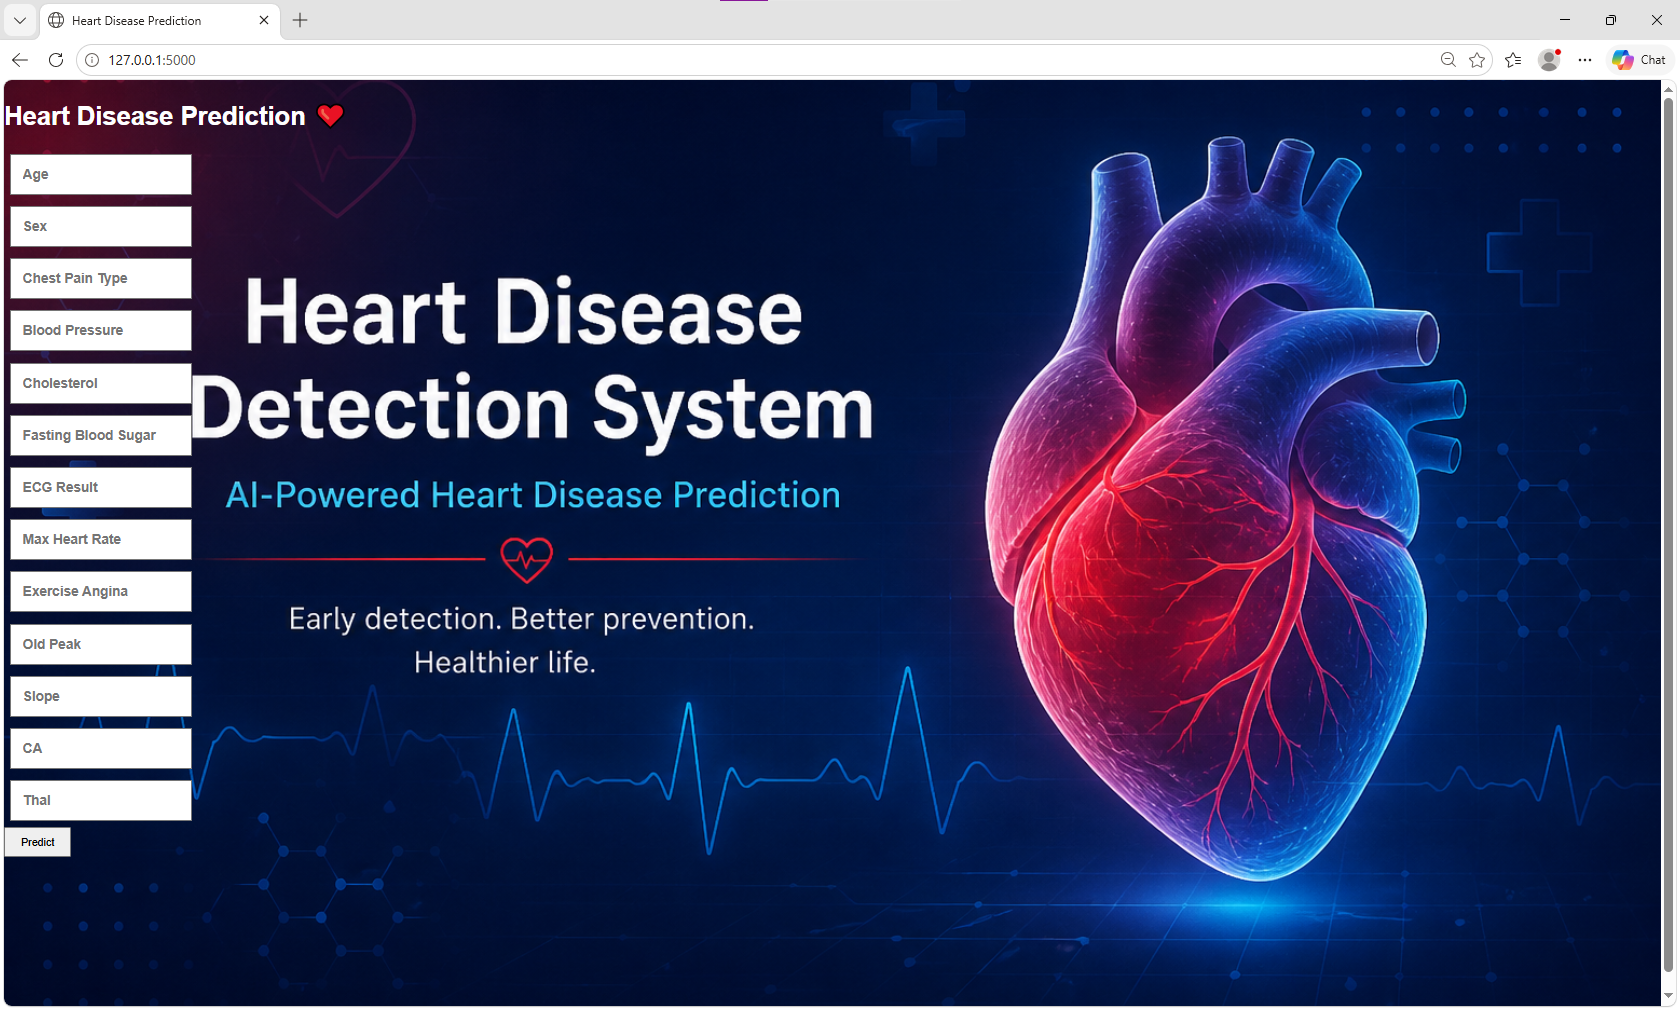 Heart Disease Prediction
127.0.0.1:5000
Chat
Heart Disease Prediction ❤️
Age
Sex
Chest Pain Type
Blood Pressure
Cholesterol
Fasting Blood Sugar
ECG Result
Max Heart Rate
Exercise Angina
Old Peak
Slope
CA
Thal
Predict
Heart Disease
Detection System
AI-Powered Heart Disease Prediction
Early detection. Better prevention.
Healthier life.